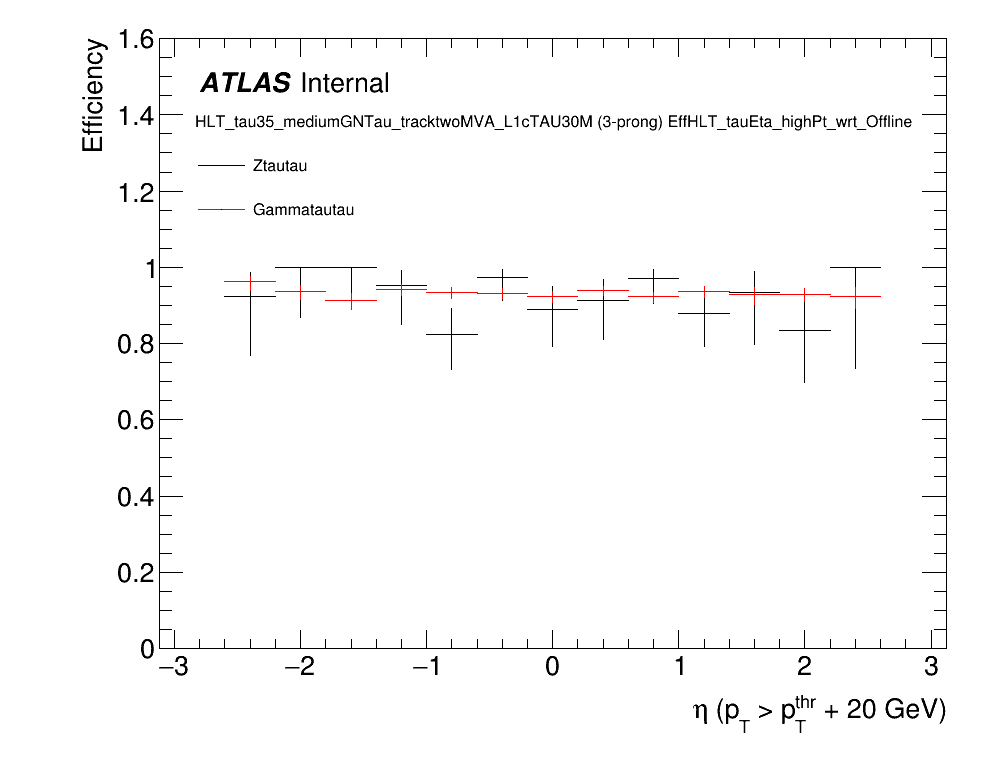 1.6
1.4
1.2
1
0.8
0.6
0.4
0.2
0
Efficiency
ATLAS Internal
HLT_tau35_mediumGNTau_tracktwoMVA_L1cTAU30M (3-prong) EffHLT_tauEta_highPt_wrt_Offline
Ztautau
Gammatautau
−3 −2 −1 0 1 2 3
η (p_T > p_T^thr + 20 GeV)